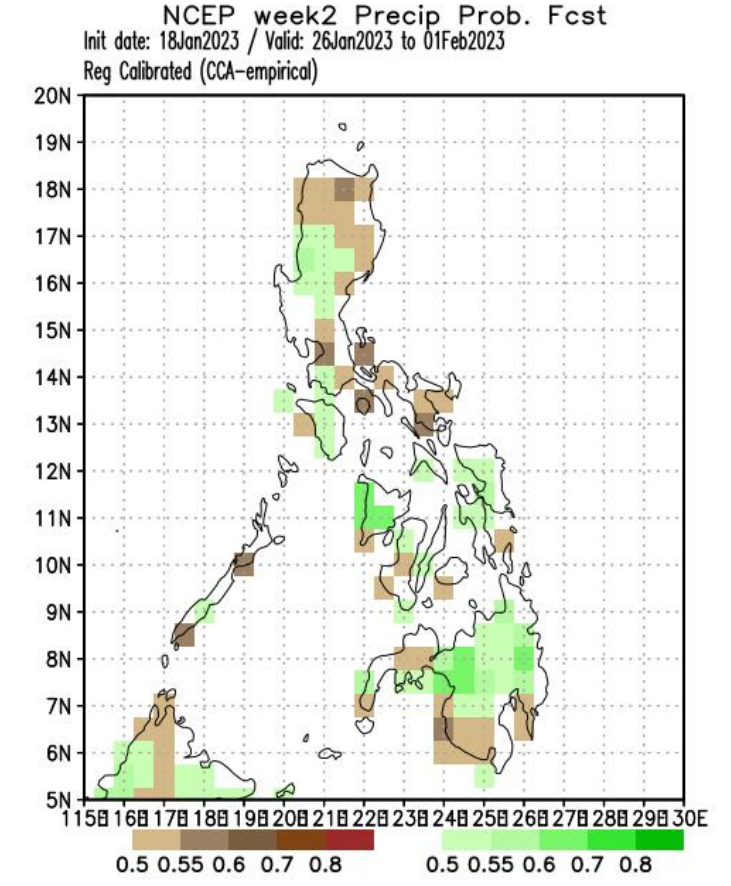 NCEP week2 Precip Prob. Fcst
Init date: 18Jan2023 / Valid: 26Jan2023 to 01Feb2023
Reg Calibrated (CCA-empirical)
20N
19N
18N
17N
16N
15N
14N
13N
12N
11N
10N
9N
8N
7N
6N
5N
115E 116E 117E 118E 119E 120E 121E 122E 123E 124E 125E 126E 127E 128E 129E 130E
0.5 0.55 0.6 0.7 0.8 0.5 0.55 0.6 0.7 0.8